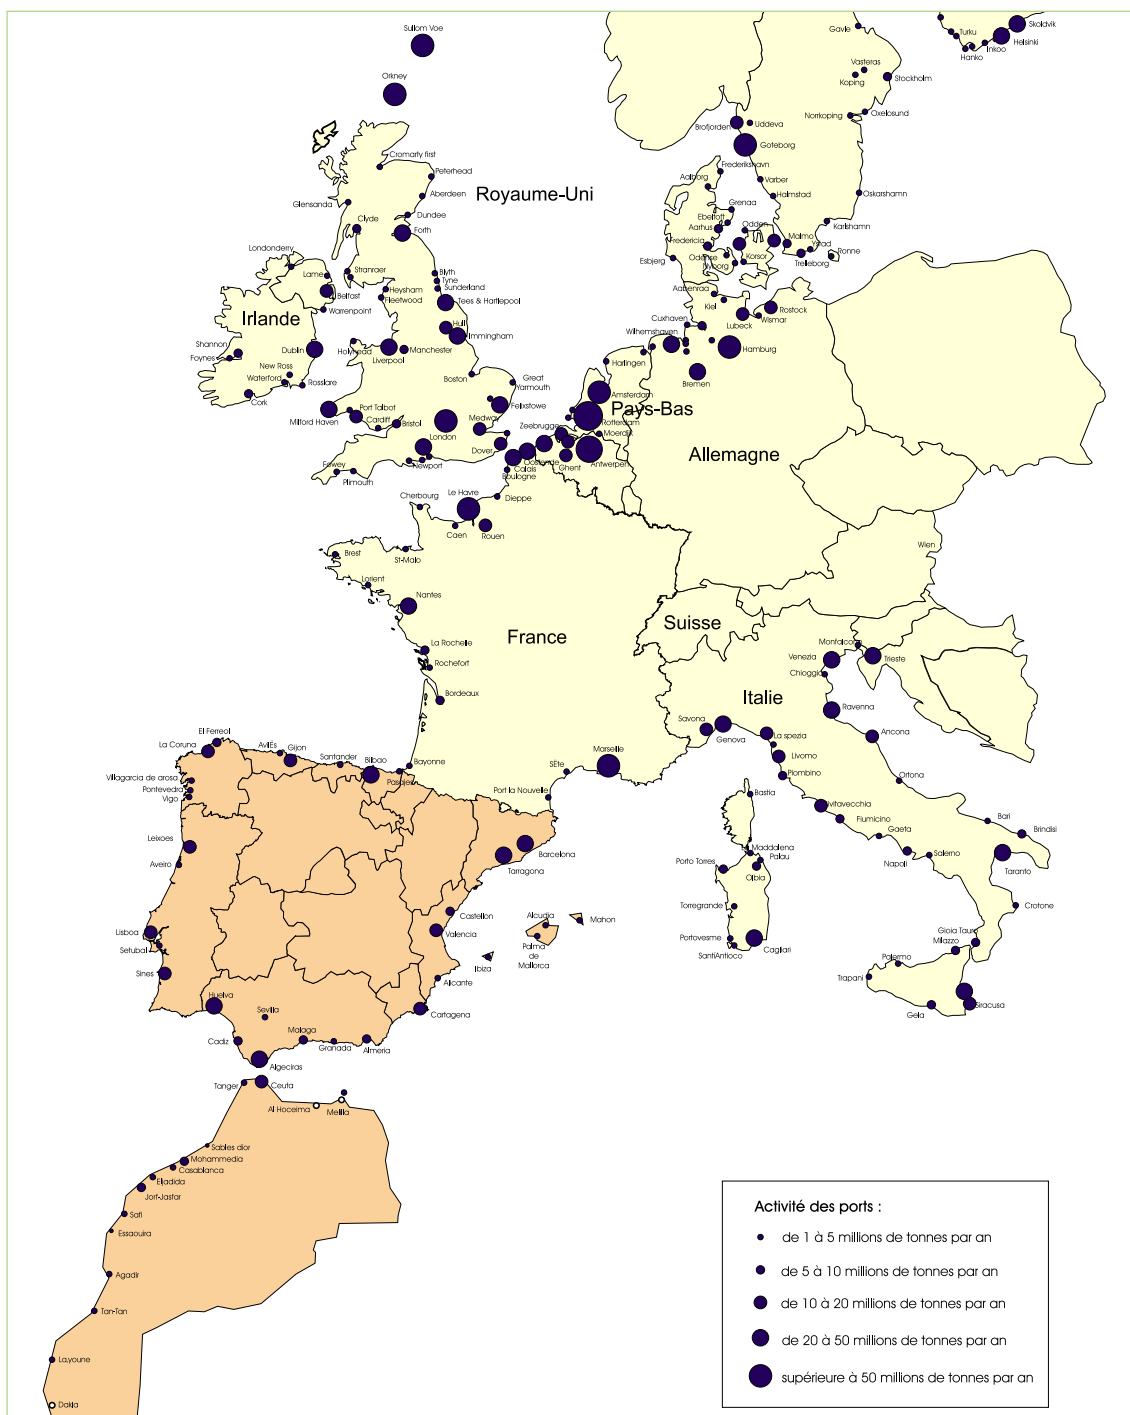 Sullom Voe
Orkney
Gavle
Turku
Hanko
Inkoo
Helsinki
Skoldvik
Vasteras
Koping
Stockholm
Norrkoping
Oxelosund
Brofjorden
Uddeva
Goteborg
Cromarty first
Peterhead
Aberdeen
Royaume-Uni
Glensanda
Dundee
Clyde
Forth
Frederikshavn
Aalborg
Varber
Halmstad
Oskarshamn
Grenaa
Ebeltoft
Aarhus
Odden
Karlshamn
Fredericia
Malmo
Ystad
Ronne
Trelleborg
Esbjerg
Odense
Nyborg
Korsor
Londonderry
Larne
Stranraer
Blyth
Tyne
Sunderland
Aabenraa
Kiel
Belfast
Heysham
Fleetwood
Tees & Hartlepool
Warrenpoint
Irlande
Rostock
Wismar
Lubeck
Cuxhaven
Wilhemshaven
Hull
Immingham
Shannon
Foynes
Dublin
Holyhead
Liverpool
Manchester
Hamburg
Harlingen
Bremen
New Ross
Waterford
Rosslare
Cork
Boston
Great
Yarmouth
Amsterdam
Felixstowe
Pays-Bas
Rotterdam
Moerdijk
Milford Haven
Port Talbot
Cardiff
Bristol
Medway
Zeebrugge
London
Dover
Oostende
Ghent
Antwerpen
Allemagne
Calais
Boulogne
Newport
Fowey
Plimouth
Le Havre
Dieppe
Cherbourg
Caen
Rouen
Wien
Brest
St-Malo
Lorient
Nantes
France
Suisse
La Rochelle
Rochefort
Monfalcone
Venezia
Trieste
Chioggia
Bordeaux
Italie
Ravenna
Savona
Genova
La spezia
Ancona
Livorno
El Ferreol
La Coruna
AvilËs
Gijon
Santander
Bilbao
Bayonne
Pasajes
Marseille
SËte
Piombino
Ortona
Villagarcia de arosa
Pontevedra
Vigo
Port la Nouvelle
Bastia
Civitavecchia
Fiumicino
Bari
Brindisi
Gaeta
Leixoes
Aveiro
Barcelona
Tarragona
La Maddalena
Palau
Porto Torres
Olbia
Napoli
Salerno
Taranto
Torregrande
Crotone
Castellon
Alcudia
Mahon
Lisboa
Valencia
Setubal
Palma
de
Mallorca
Portovesme
SantíAntioco
Cagliari
Gioia Tauro
Milazzo
Palermo
Ibiza
Sines
Alicante
Trapani
Huelva
Sevilla
Cartagena
Gela
Siracusa
Cadiz
Malaga
Granada
Almeria
Algeciras
Tanger
Ceuta
Al Hoceima
Melilla
Sables dior
Mohammedia
Casablanca
Eljadida
Jorf-Jasfar
Safi
Essaouira
Agadir
Tan-Tan
La,youne
Dakla
Activité des ports :
de 1 à 5 millions de tonnes par an
de 5 à 10 millions de tonnes par an
de 10 à 20 millions de tonnes par an
de 20 à 50 millions de tonnes par an
supérieure à 50 millions de tonnes par an